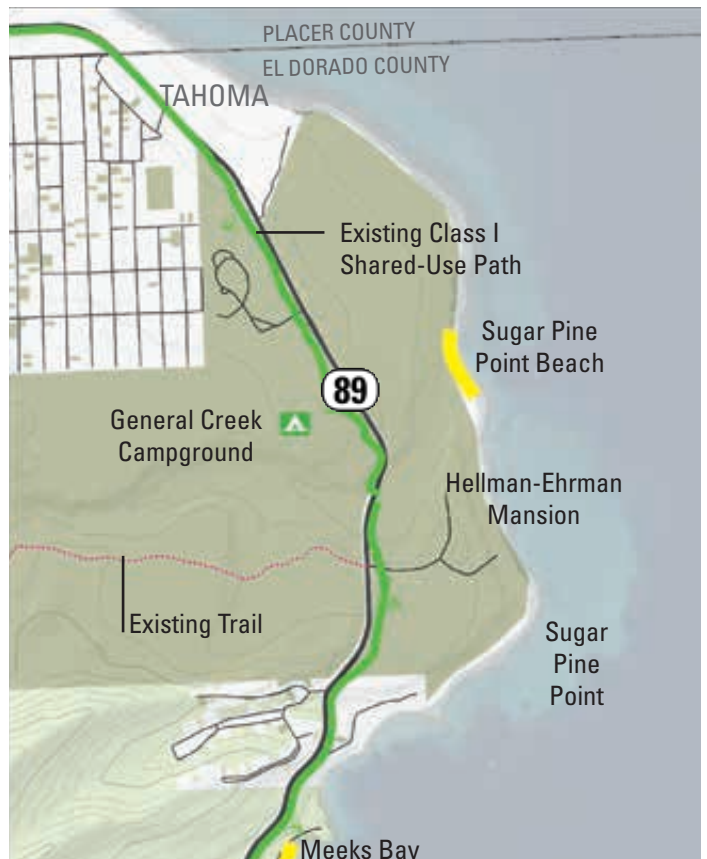 PLACER COUNTY
EL DORADO COUNTY
TAHOMA
Existing Class I
Shared-Use Path
Sugar Pine
Point Beach
89
General Creek
Campground
Hellman-Ehrman
Mansion
Existing Trail
Sugar
Pine
Point
Meeks Bay